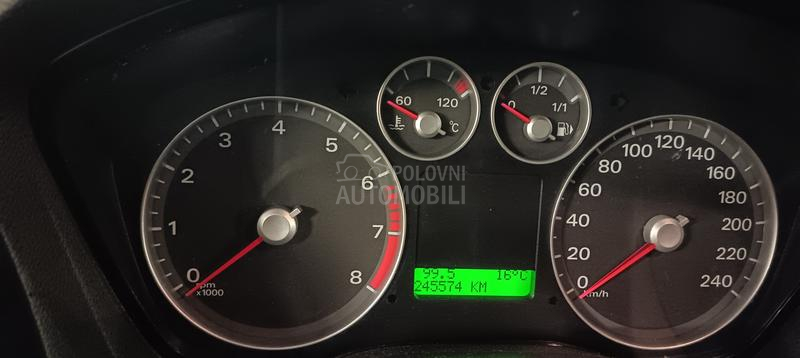 60 120
°C
0 1/2 1/1
0 1 2 3 4 5 6 7 8
rpm
x1000
POLOVNI
AUTOMOBILI
99.5 16°C
245574 KM
0 20 40 60 80 100 120 140 160 180 200 220 240
km/h